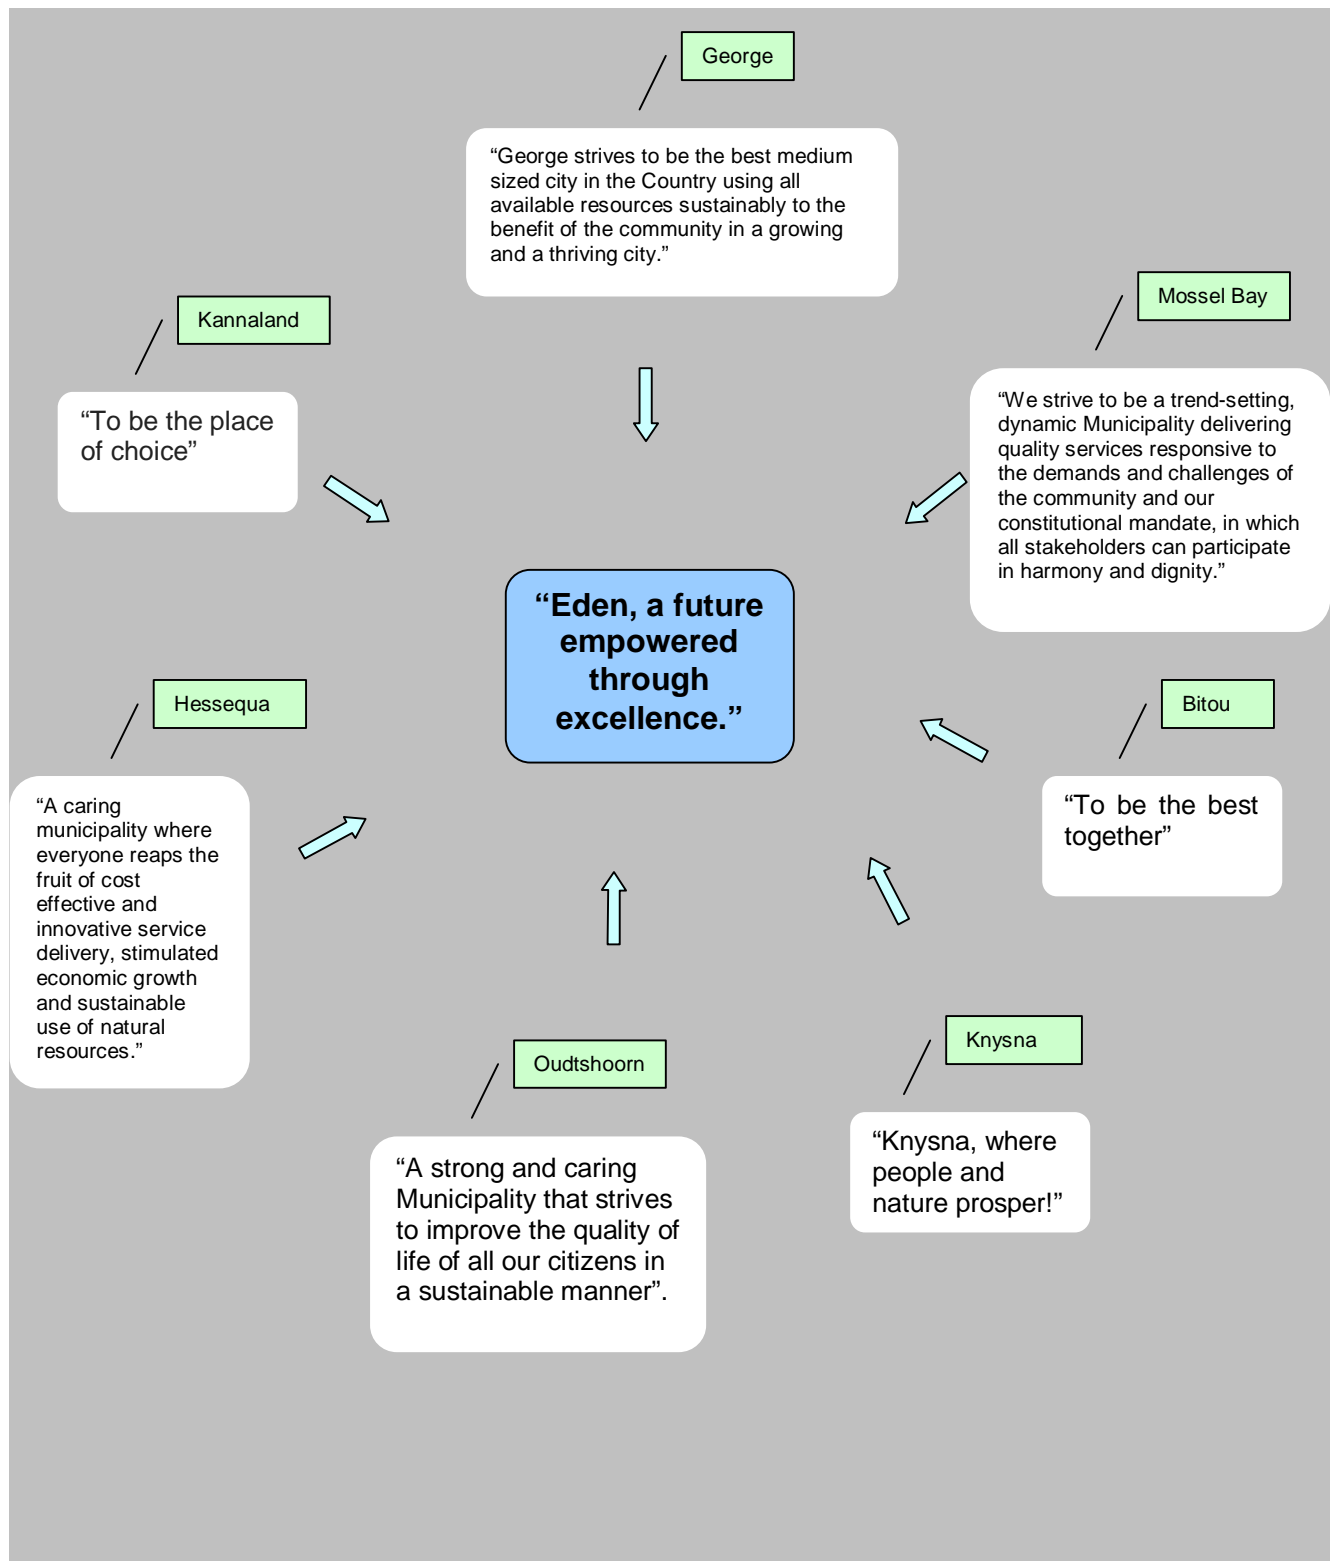 George
“George strives to be the best medium
sized city in the Country using all
available resources sustainably to the
benefit of the community in a growing
and a thriving city.”
Mossel Bay
“We strive to be a trend-setting,
dynamic Municipality delivering
quality services responsive to
the demands and challenges of
the community and our
constitutional mandate, in which
all stakeholders can participate
in harmony and dignity.”
Kannaland
“To be the place
of choice”
“Eden, a future
empowered
through
excellence.”
Hessequa
“A caring
municipality where
everyone reaps the
fruit of cost
effective and
innovative service
delivery, stimulated
economic growth
and sustainable
use of natural
resources.”
Bitou
“To be the best
together”
Oudtshoorn
“A strong and caring
Municipality that strives
to improve the quality of
life of all our citizens in
a sustainable manner”.
Knysna
“Knysna, where
people and
nature prosper!”